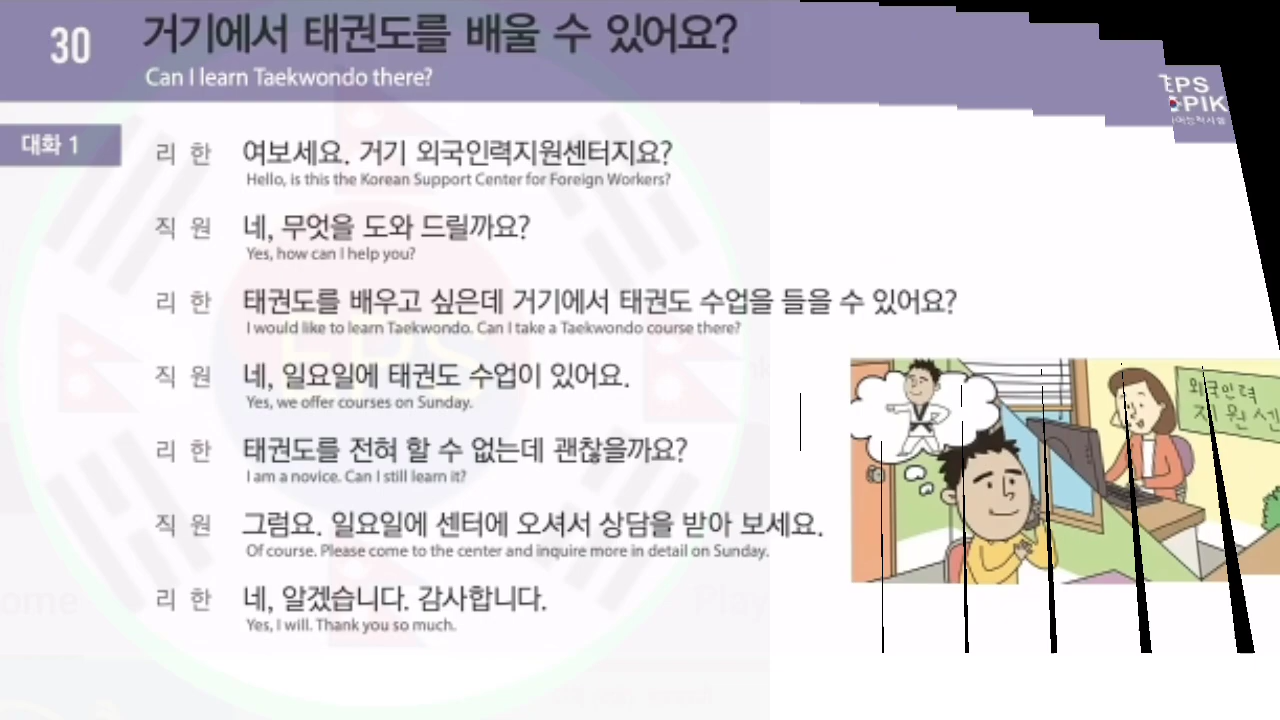 30
거기에서 태권도를 배울 수 있어요?
Can I learn Taekwondo there?
EPS
PIK
대화 1
리 한 여보세요. 거기 외국인력지원센터지요?
Hello, is this the Korean Support Center for Foreign Workers?
직 원 네, 무엇을 도와 드릴까요?
Yes, how can I help you?
리 한 태권도를 배우고 싶은데 거기에서 태권도 수업을 들을 수 있어요?
I would like to learn Taekwondo. Can I take a Taekwondo course there?
직 원 네, 일요일에 태권도 수업이 있어요.
Yes, we offer courses on Sunday.
리 한 태권도를 전혀 할 수 없는데 괜찮을까요?
I am a novice. Can I still learn it?
직 원 그럼요. 일요일에 센터에 오셔서 상담을 받아 보세요.
Of course. Please come to the center and inquire more in detail on Sunday.
리 한 네, 알겠습니다. 감사합니다.
Yes, I will. Thank you so much.
외국인력
지원센
EPS
ome
Play